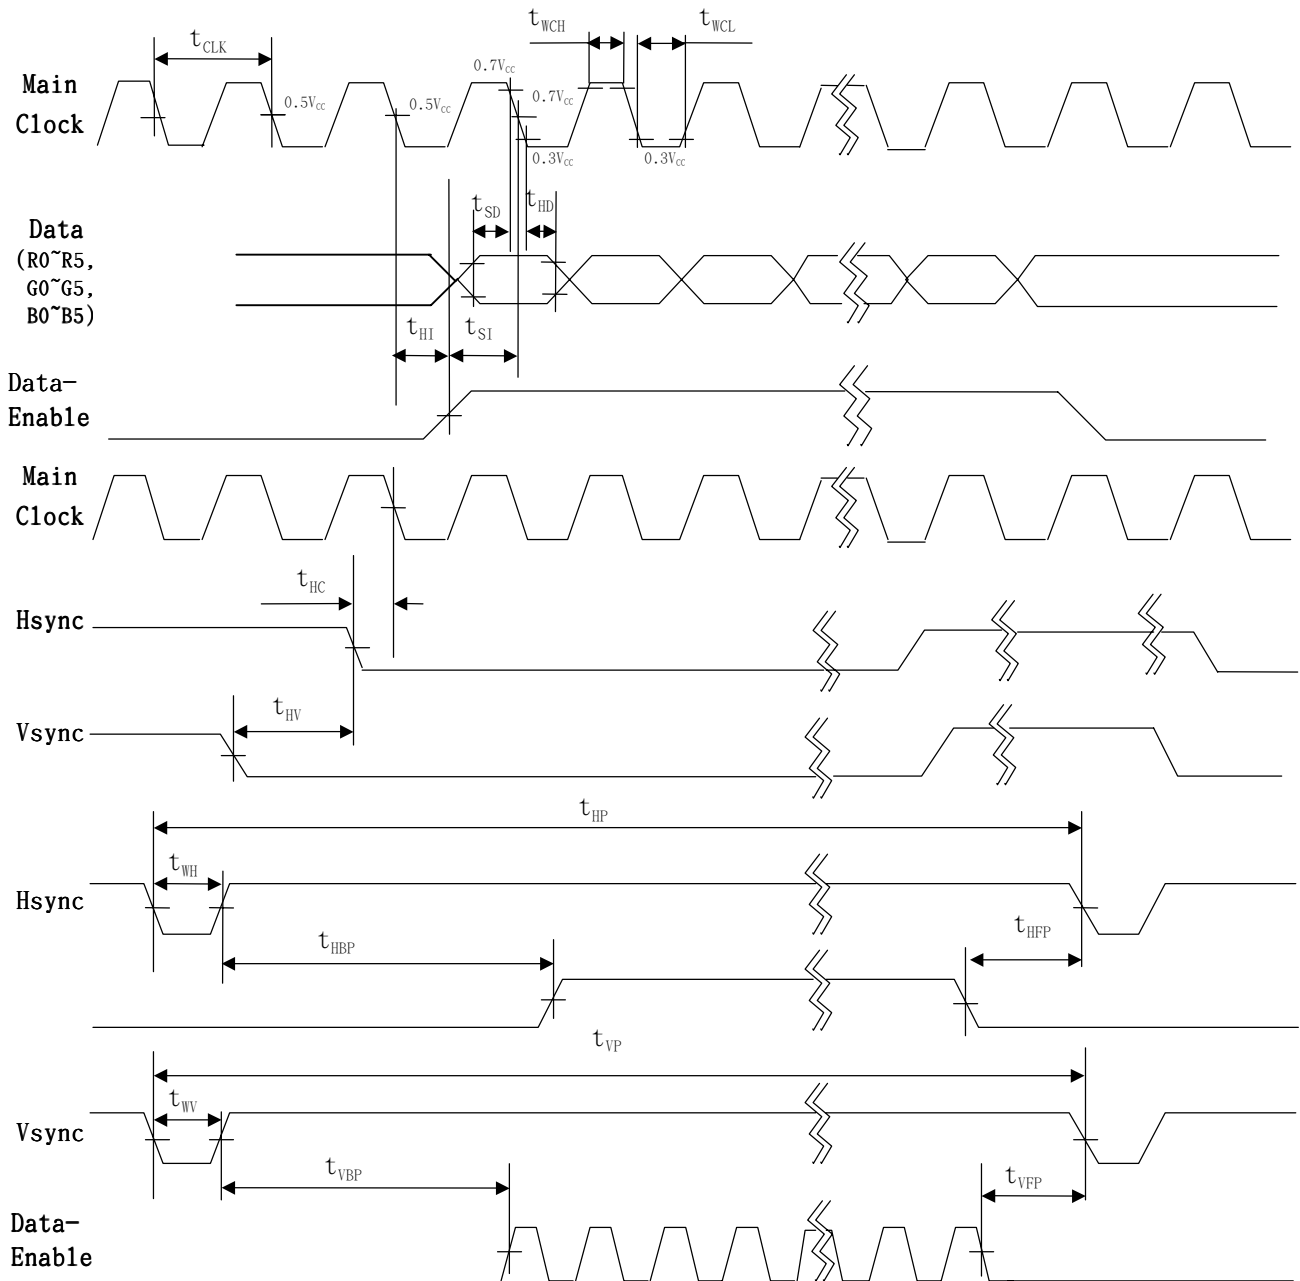 tWCH
tWCL
tCLK
0.7Vcc
Main
Clock
0.5Vcc
0.5Vcc
0.7Vcc
0.3Vcc
0.3Vcc
tSD
tHD
Data
(R0~R5,
G0~G5,
B0~B5)
tHI
tSI
Data-
Enable
Main
Clock
tHC
Hsync
tHV
Vsync
tHP
tWH
Hsync
tHBP
tHFP
tVP
tWV
Vsync
tVBP
tVFP
Data-
Enable